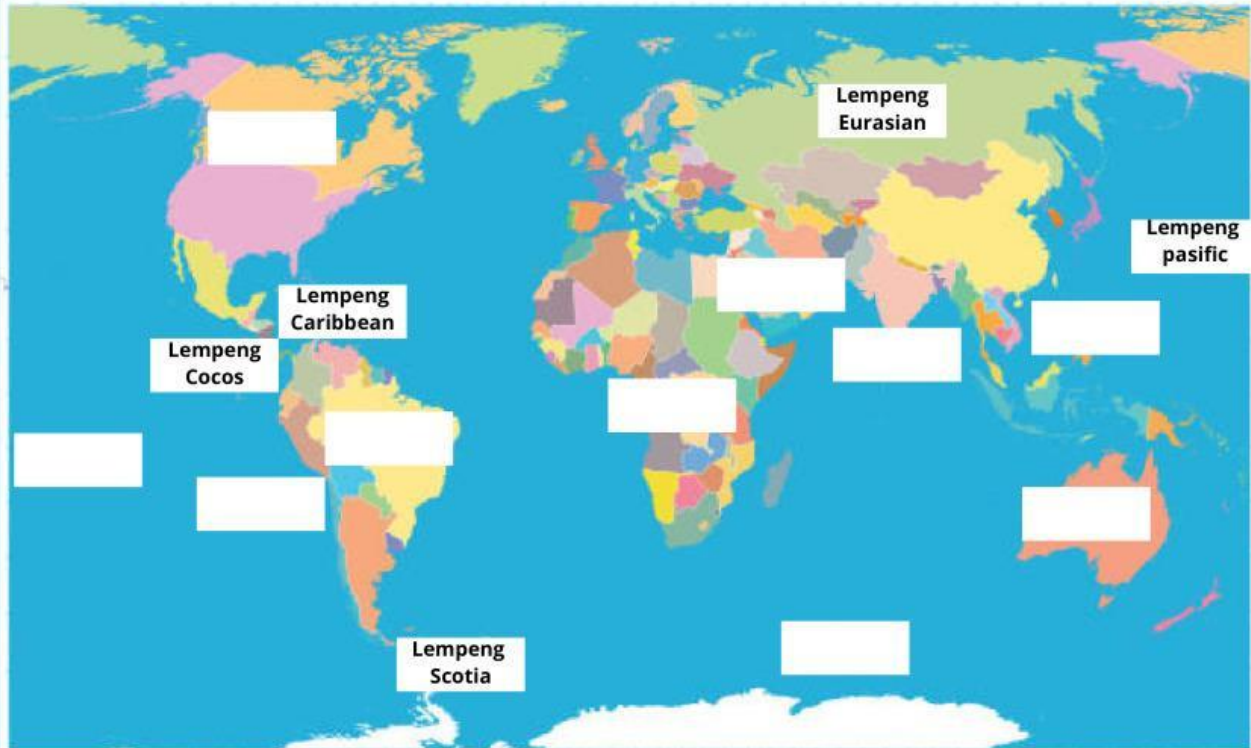 Lempeng
Eurasian
Lempeng
pasific
Lempeng
Caribbean
Lempeng
Cocos
Lempeng
Scotia